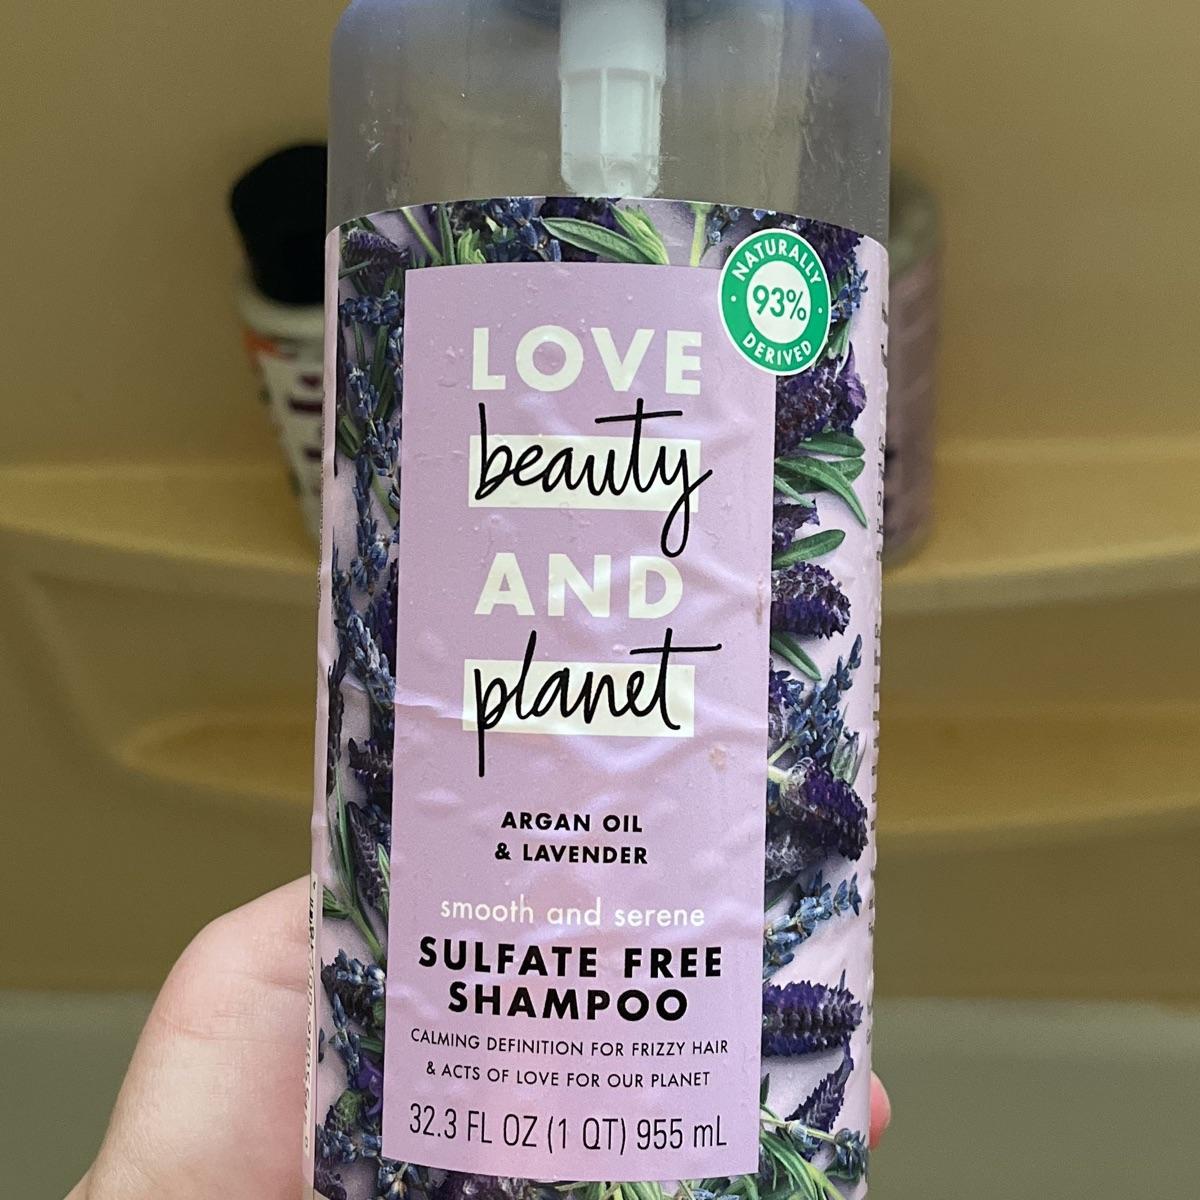 NATURALLY
93%
DERIVED
LOVE
beauty
AND
planet
ARGAN OIL
& LAVENDER
smooth and serene
SULFATE FREE
SHAMPOO
CALMING DEFINITION FOR FRIZZY HAIR
& ACTS OF LOVE FOR OUR PLANET
32.3 FL OZ (1 QT) 955 mL